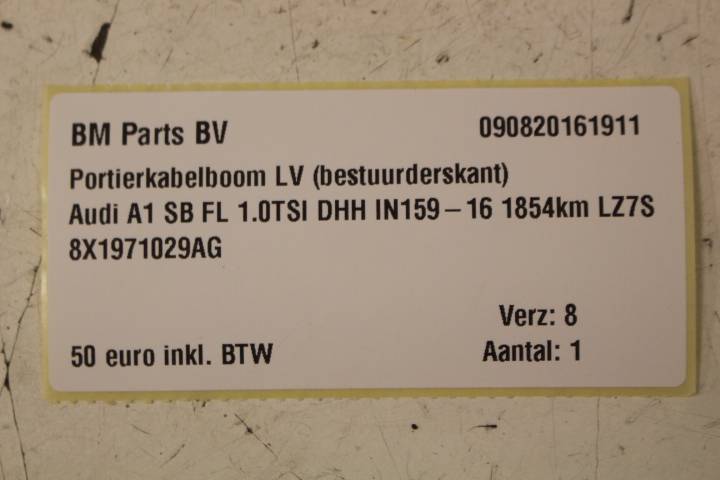 BM Parts BV 090820161911
Portierkabelboom LV (bestuurderskant)
Audi A1 SB FL 1.0TSI DHH IN159 – 16 1854km LZ7S
8X1971029AG
Verz: 8
50 euro inkl. BTW Aantal: 1